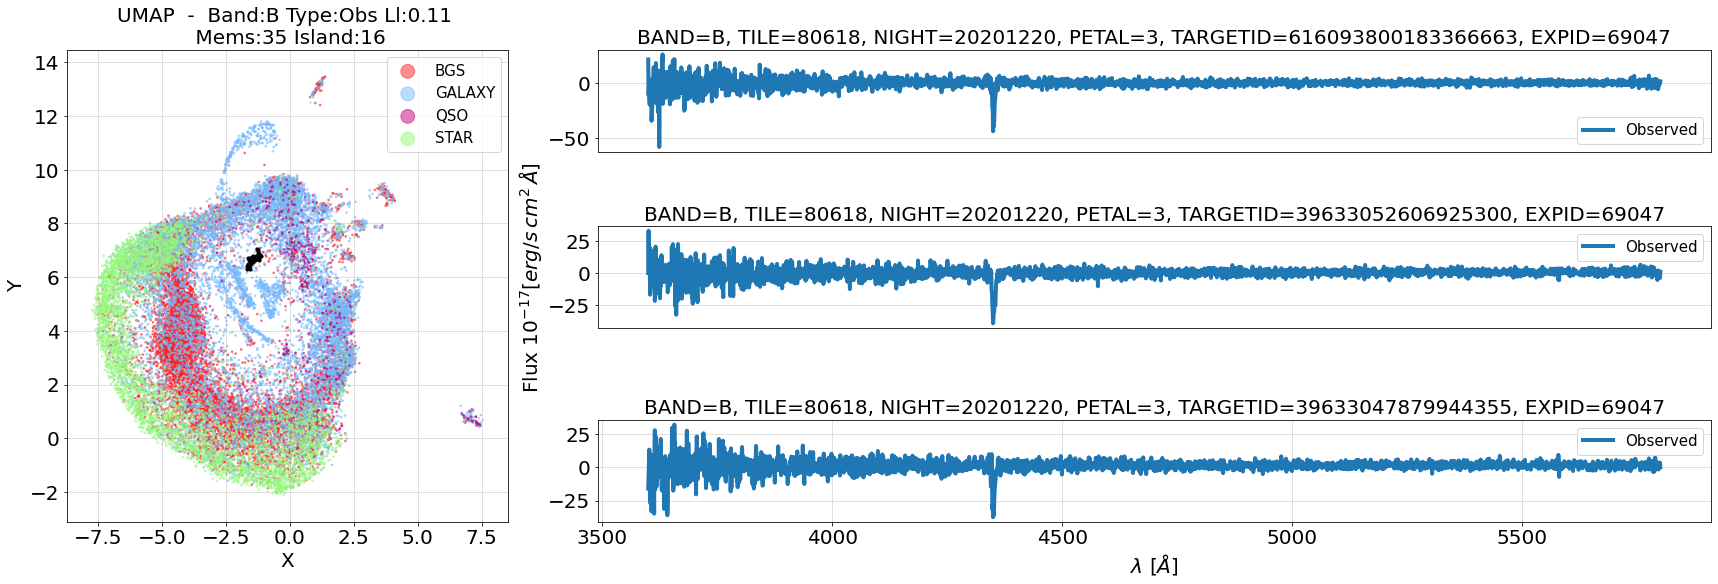 UMAP - Band:B Type:Obs Ll:0.11
Mems:35 Island:16
14
12
10
8
6
4
2
0
−2
Y
−7.5 −5.0 −2.5 0.0 2.5 5.0 7.5
X
BGS
GALAXY
QSO
STAR
BAND=B, TILE=80618, NIGHT=20201220, PETAL=3, TARGETID=616093800183366663, EXPID=69047
0
−50
Observed
Flux 10⁻¹⁷[erg/s cm² Å]
BAND=B, TILE=80618, NIGHT=20201220, PETAL=3, TARGETID=39633052606925300, EXPID=69047
25
0
−25
Observed
BAND=B, TILE=80618, NIGHT=20201220, PETAL=3, TARGETID=39633047879944355, EXPID=69047
25
0
−25
Observed
3500 4000 4500 5000 5500
λ [Å]